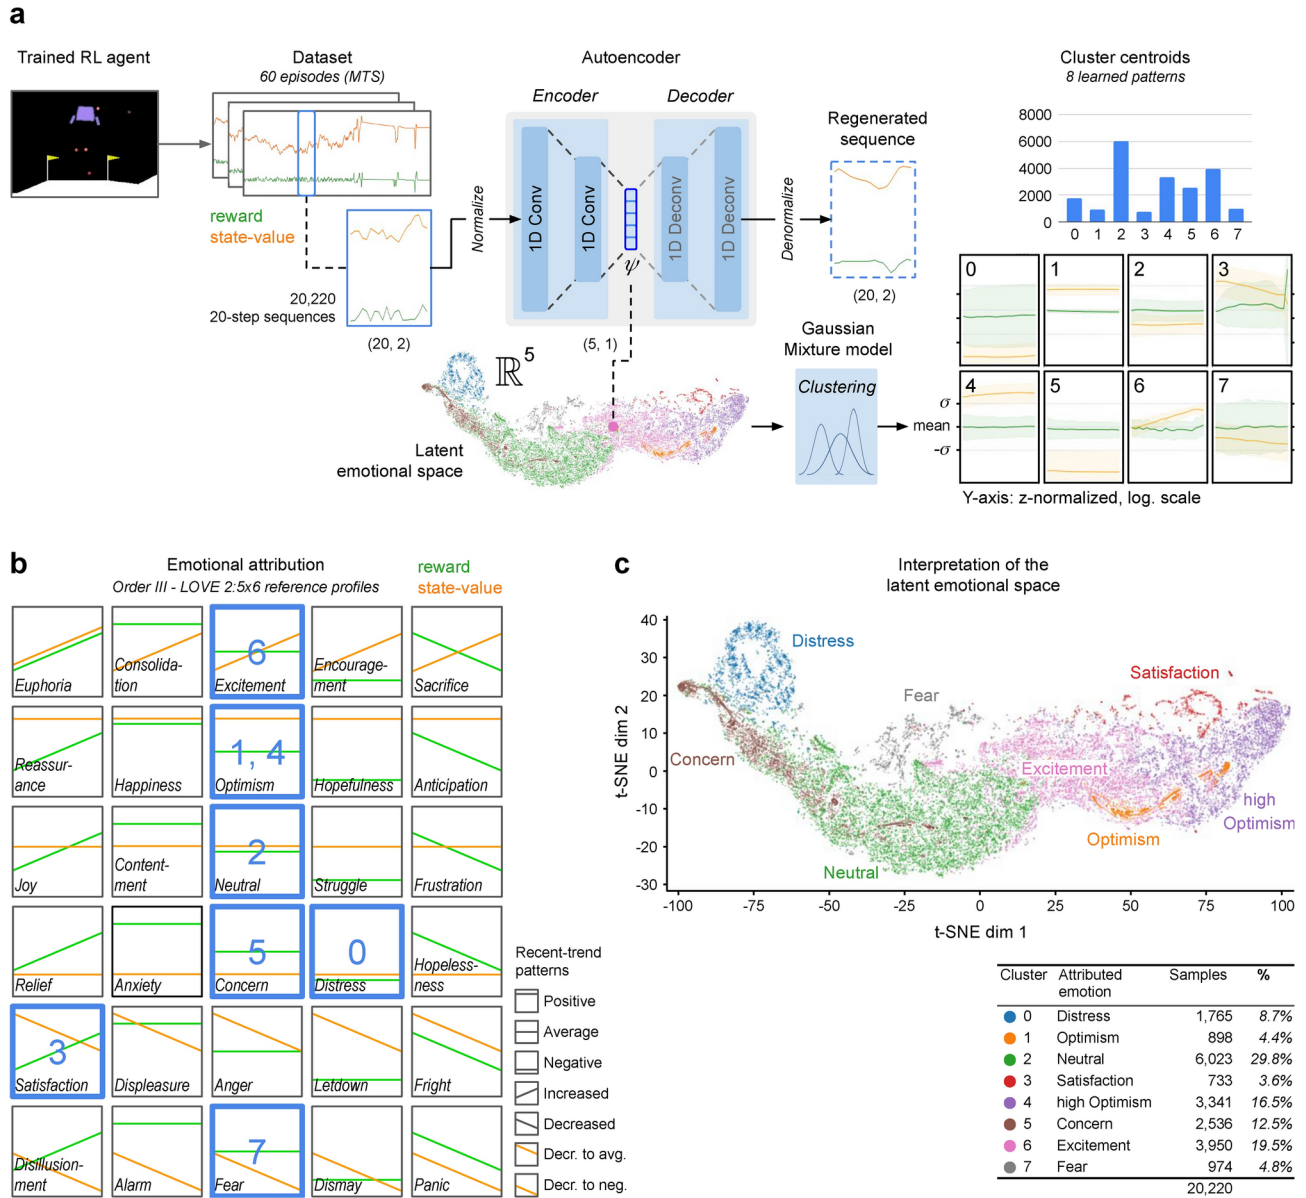 a
Trained RL agent
Dataset
60 episodes (MTS)
Autoencoder
Encoder
Decoder
Cluster centroids
8 learned patterns
reward
state-value
20,220
20-step sequences
(20, 2)
Normalize
1D Conv
1D Conv
ψ
(5, 1)
1D Deconv
1D Deconv
Denormalize
Regenerated
sequence
(20, 2)
ℝ⁵
Latent
emotional space
Gaussian
Mixture model
Clustering
8000
6000
4000
2000
0
0 1 2 3 4 5 6 7
0 1 2 3
4 5 6 7
σ
mean
-σ
Y-axis: z-normalized, log. scale
b
Emotional attribution
Order III - LOVE 2:5x6 reference profiles
reward
state-value
Euphoria
Consolida-
tion
6
Excitement
Encourage-
ment
Sacrifice
Reassur-
ance
Happiness
1, 4
Optimism
Hopefulness
Anticipation
Joy
Content-
ment
2
Neutral
Struggle
Frustration
Relief
Anxiety
5
Concern
0
Distress
Hopeless-
ness
3
Satisfaction
Displeasure
Anger
Letdown
Fright
Disillusion-
ment
Alarm
7
Fear
Dismay
Panic
Recent-trend
patterns
Positive
Average
Negative
Increased
Decreased
Decr. to avg.
Decr. to neg.
c
Interpretation of the
latent emotional space
t-SNE dim 2
40
30
20
10
0
-10
-20
-30
-100 -75 -50 -25 0 25 50 75 100
t-SNE dim 1
Distress
Fear
Satisfaction
Concern
Excitement
high
Optimism
Optimism
Neutral
Cluster Attributed emotion Samples %
0 Distress 1,765 8.7%
1 Optimism 898 4.4%
2 Neutral 6,023 29.8%
3 Satisfaction 733 3.6%
4 high Optimism 3,341 16.5%
5 Concern 2,536 12.5%
6 Excitement 3,950 19.5%
7 Fear 974 4.8%
20,220